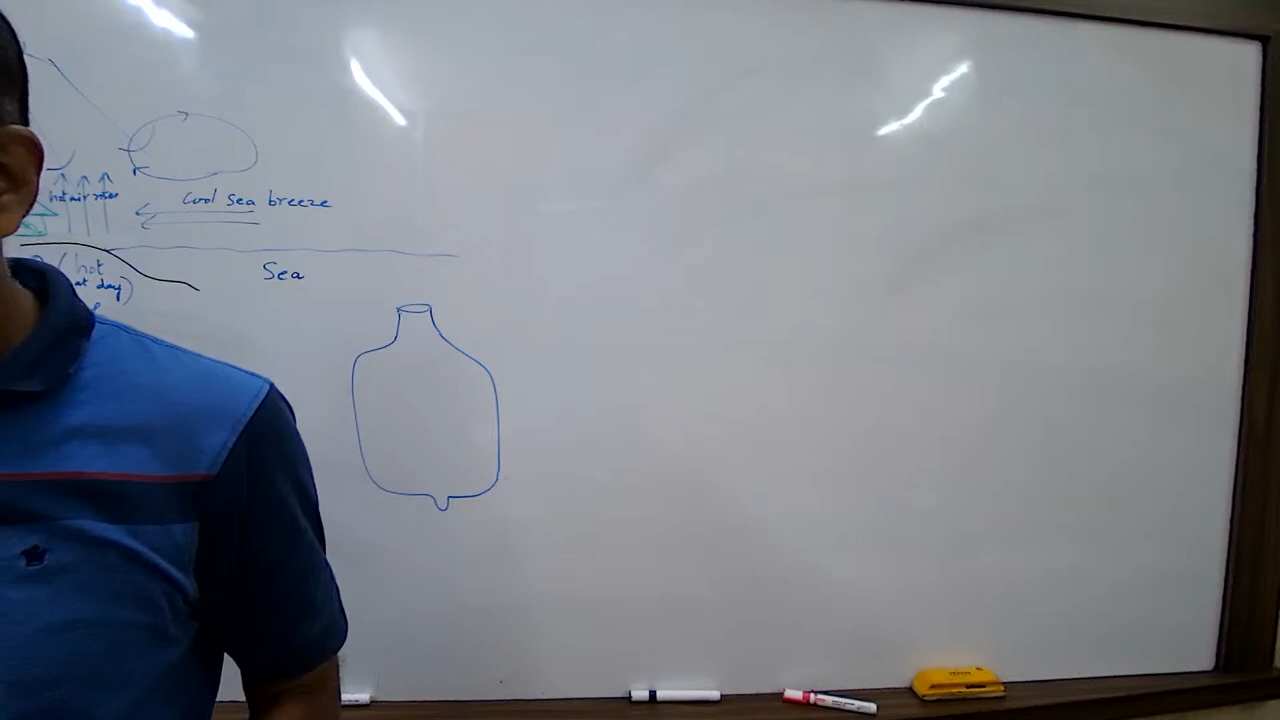 hot air rises
Cool Sea breeze
Sea
(hot
at day)